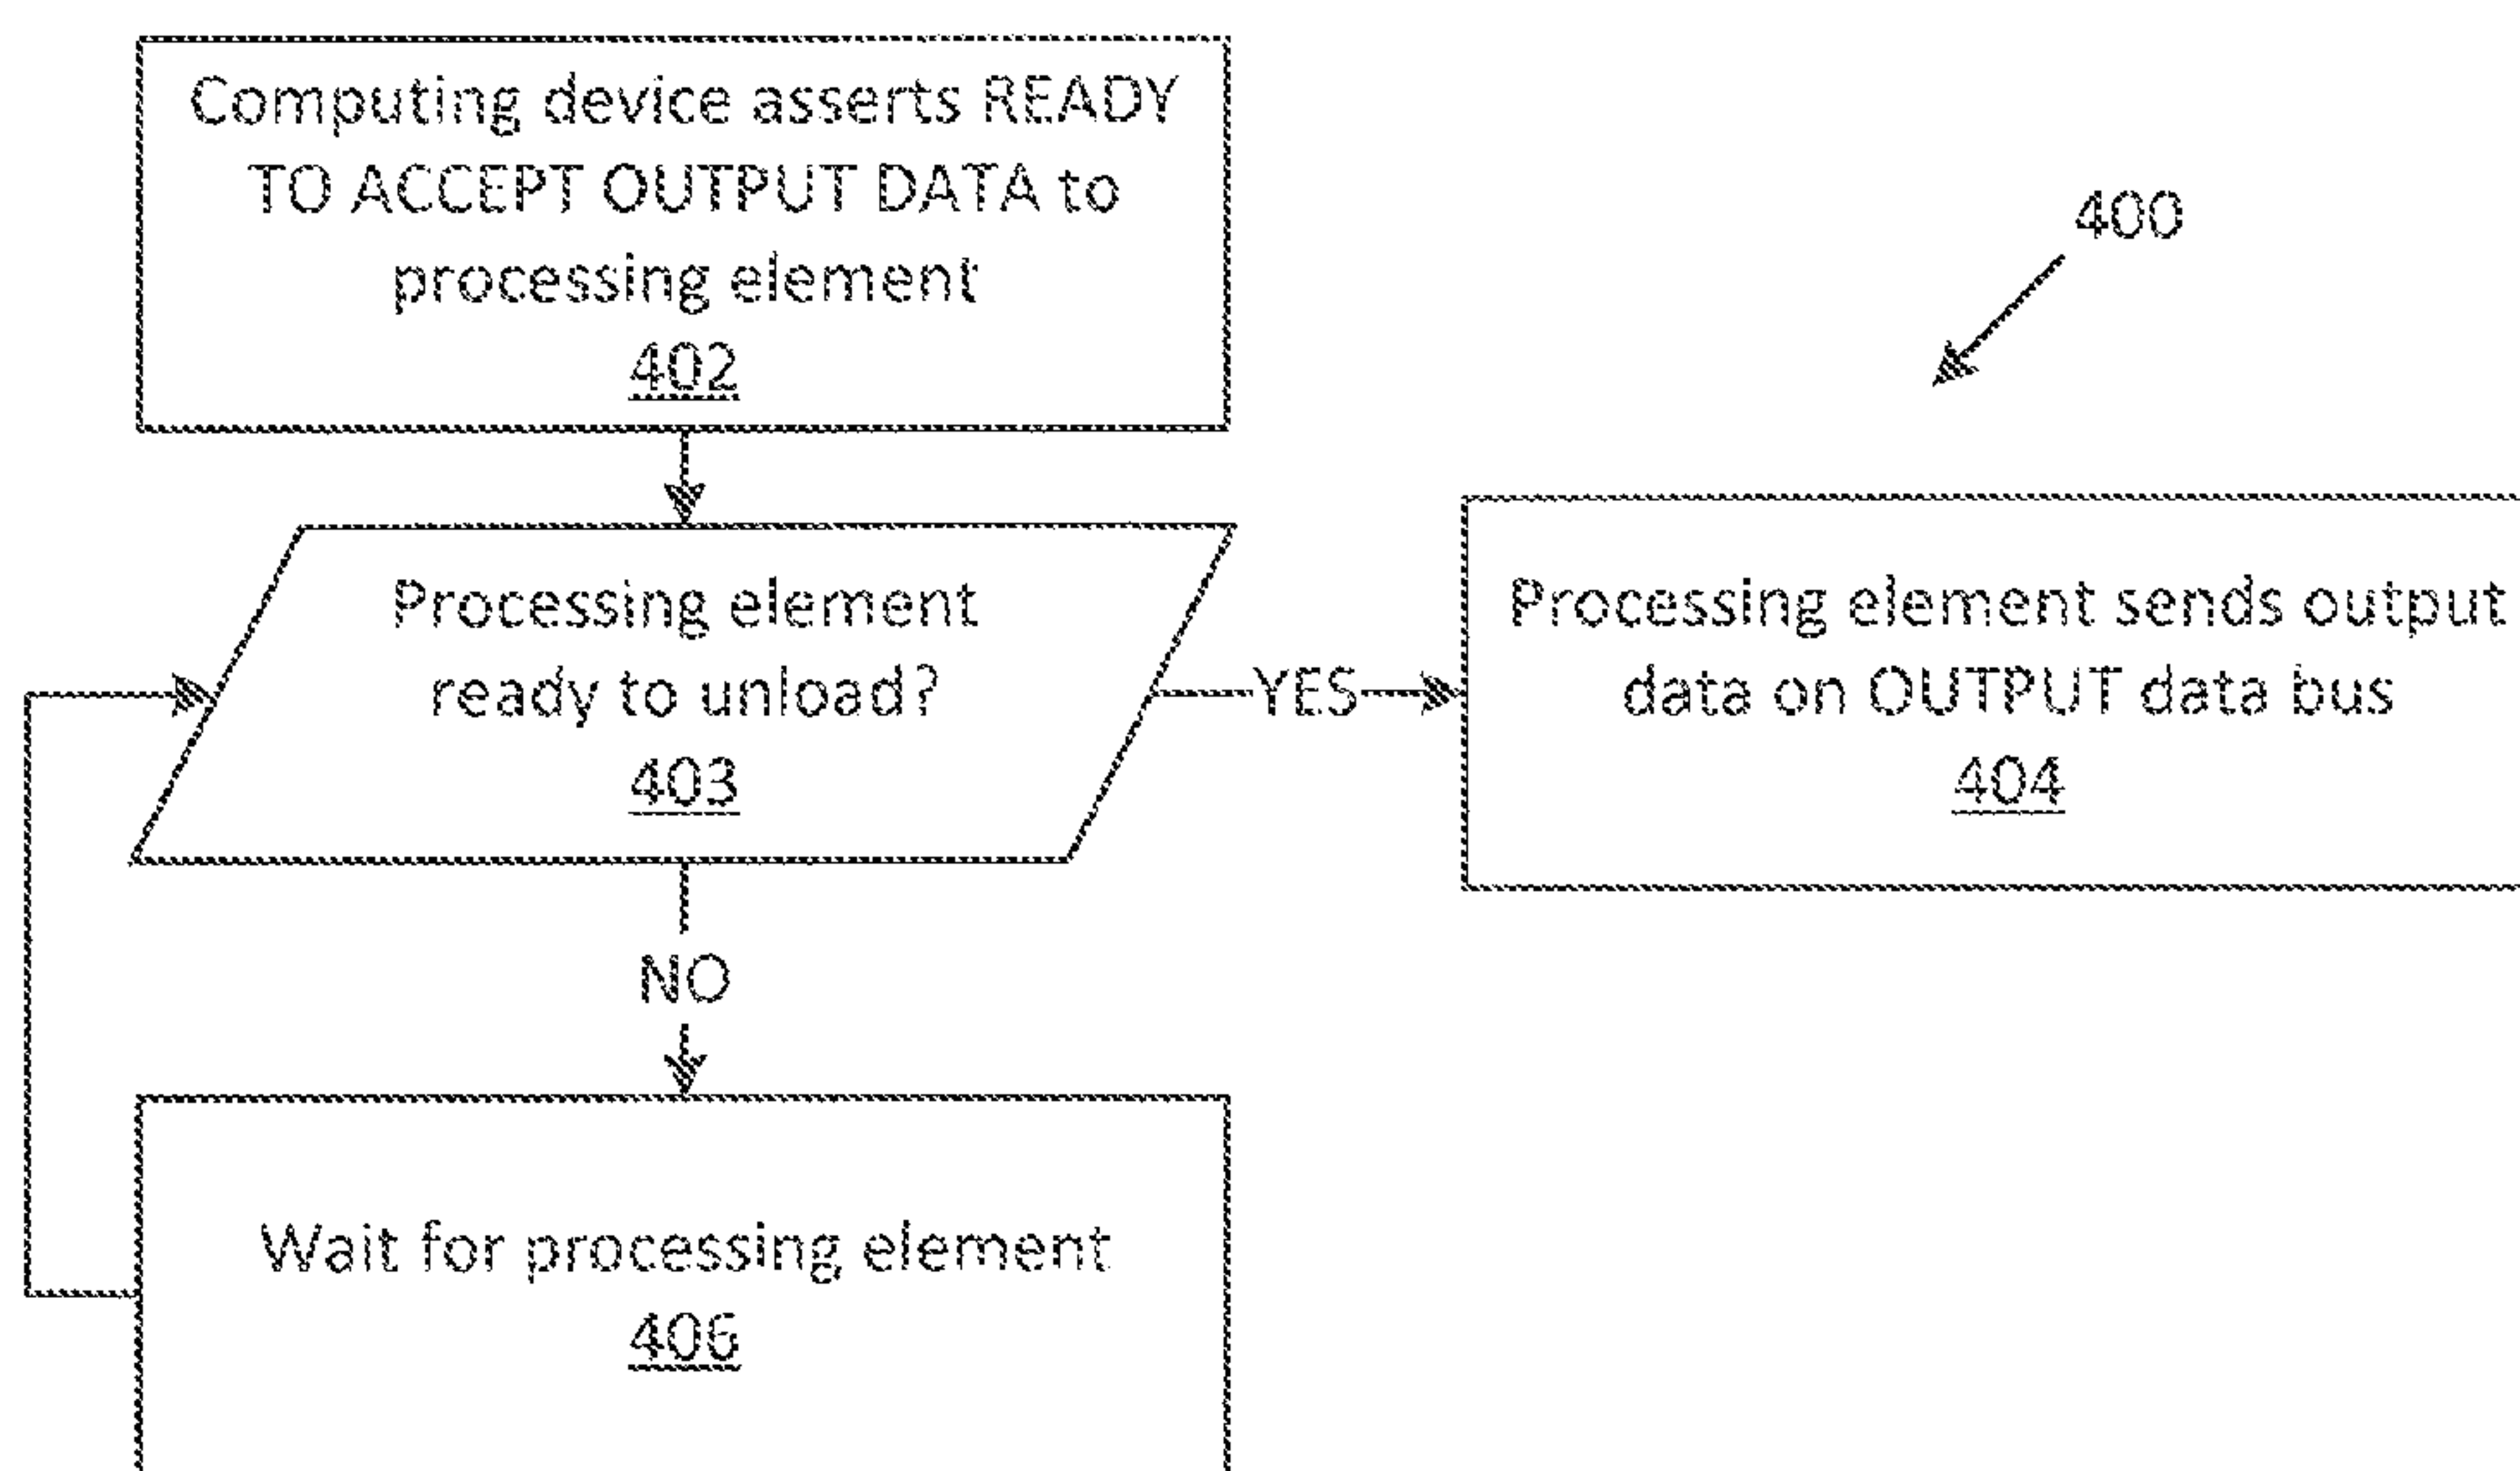 Computing device asserts READY
TO ACCEPT OUTPUT DATA to
processing element
402
400
Processing element
ready to unload?
403
YES
Processing element sends output
data on OUTPUT data bus
404
NO
Wait for processing element
406